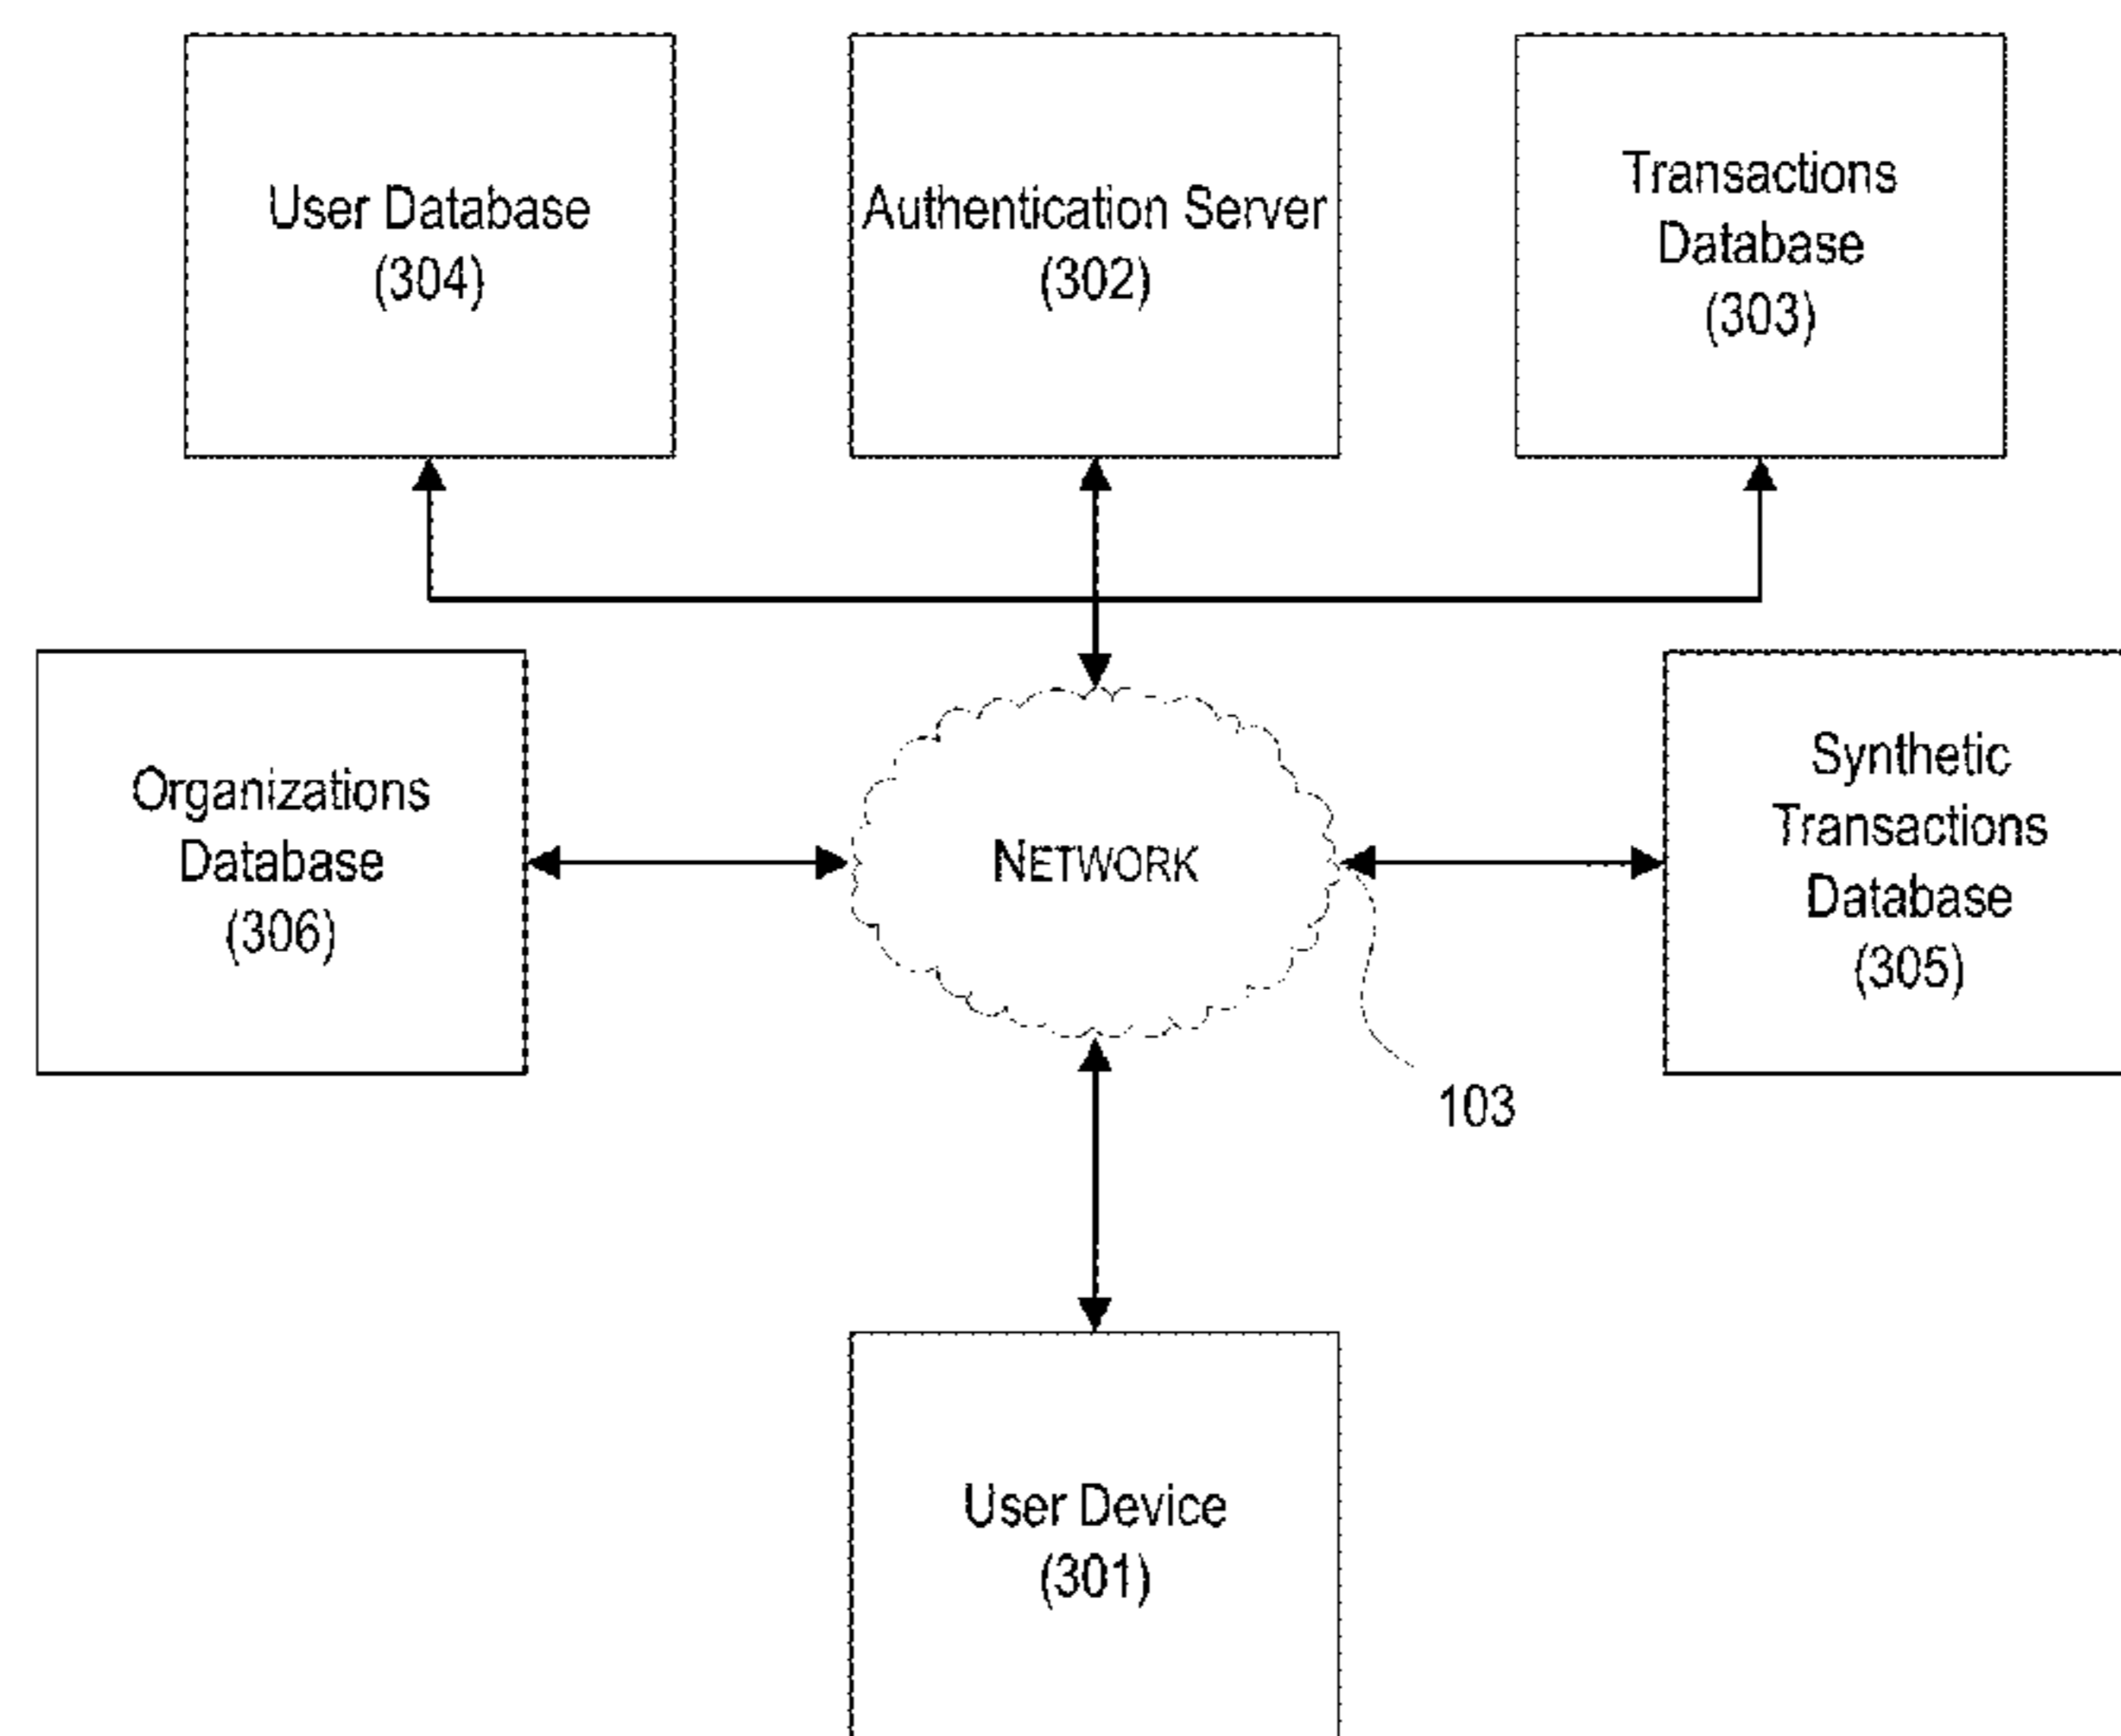 User Database
(304)
Authentication Server
(302)
Transactions
Database
(303)
Organizations
Database
(306)
NETWORK
Synthetic
Transactions
Database
(305)
103
User Device
(301)